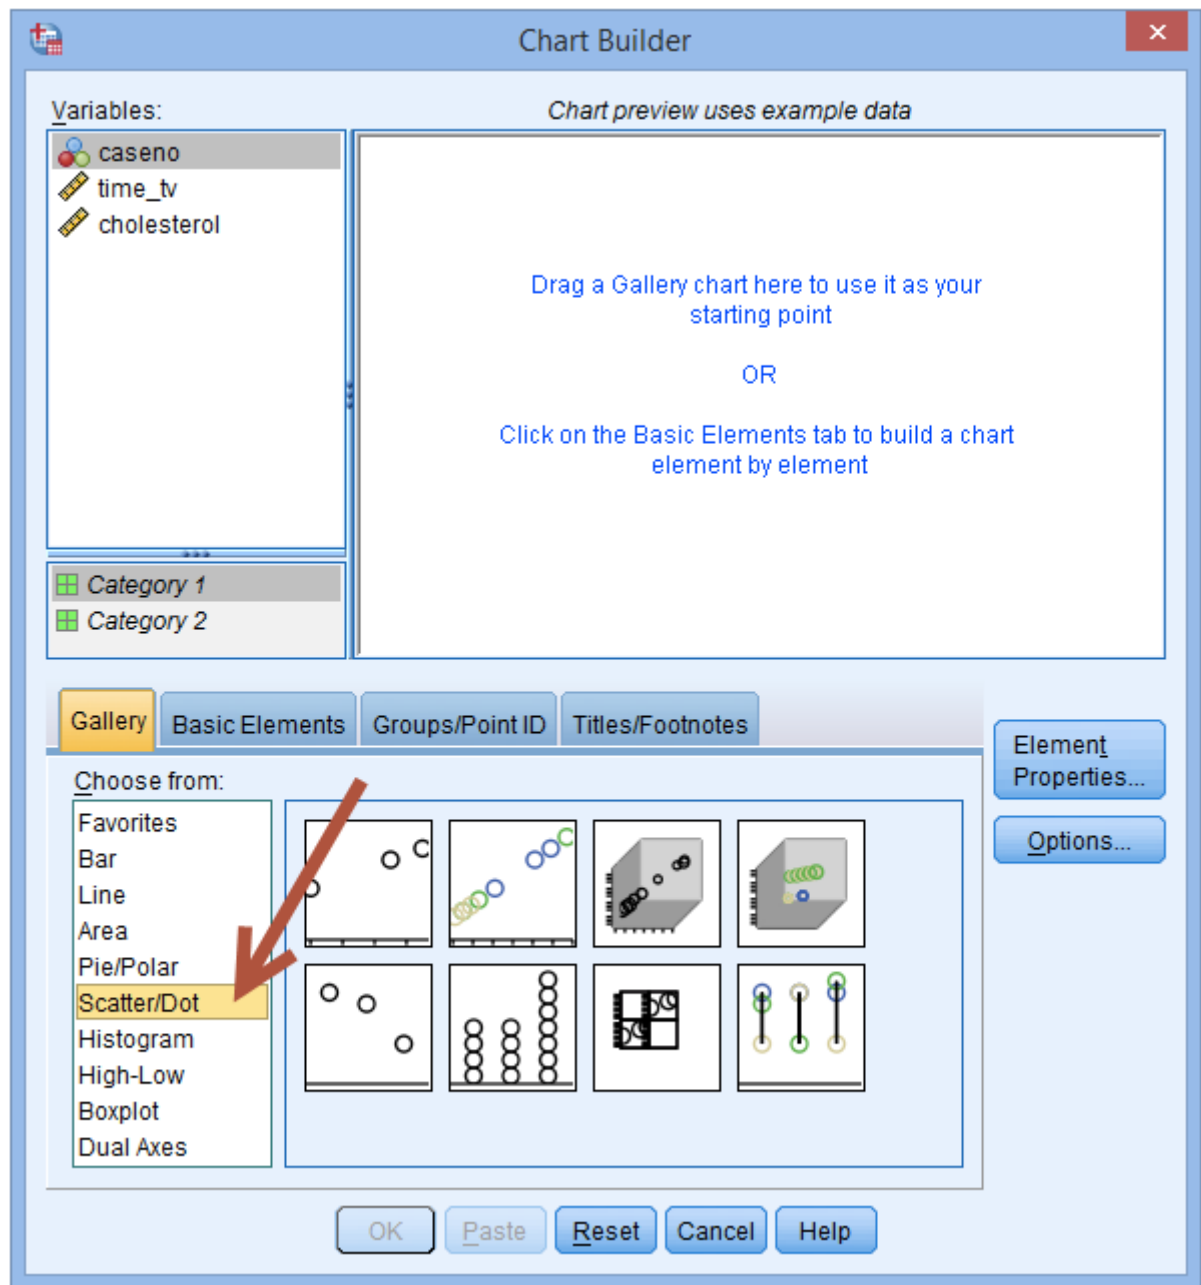 Chart Builder
Variables:
Chart preview uses example data
caseno
time_tv
cholesterol
Drag a Gallery chart here to use it as your
starting point
OR
Click on the Basic Elements tab to build a chart
element by element
Category 1
Category 2
Gallery
Basic Elements
Groups/Point ID
Titles/Footnotes
Element
Properties...
Options...
Choose from:
Favorites
Bar
Line
Area
Pie/Polar
Scatter/Dot
Histogram
High-Low
Boxplot
Dual Axes
OK
Paste
Reset
Cancel
Help